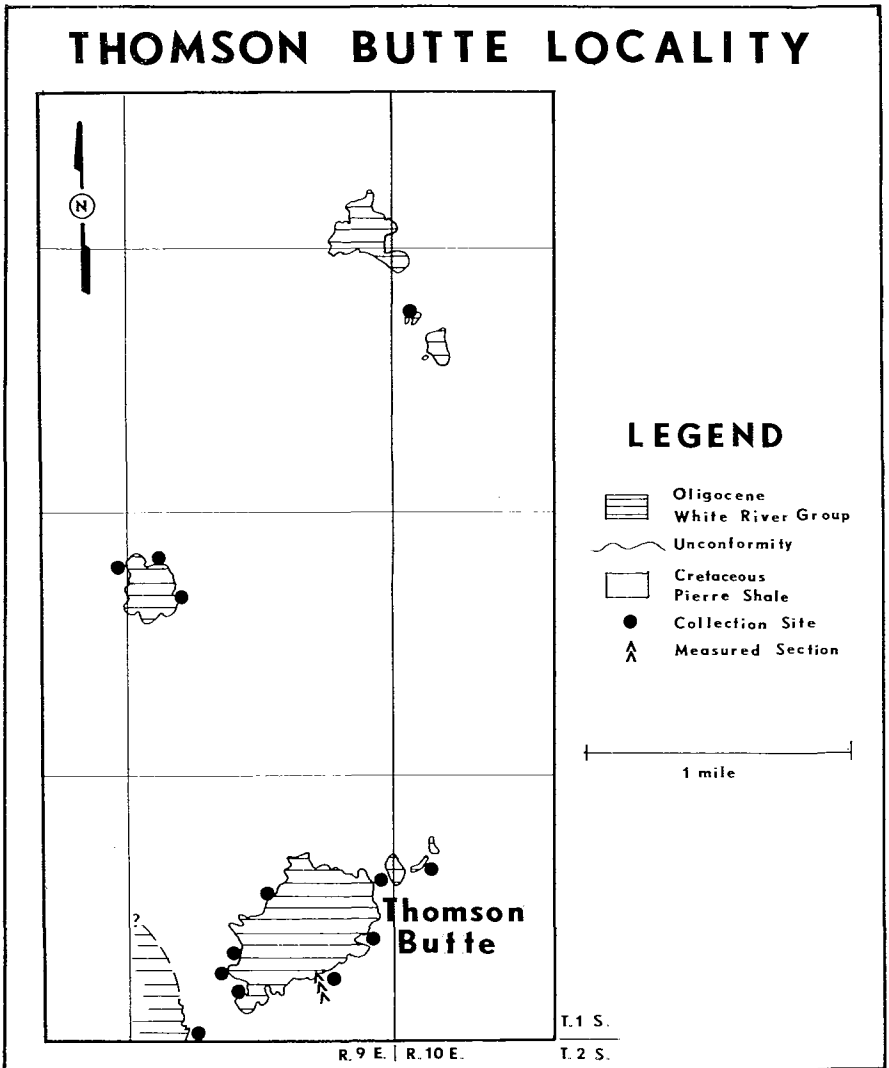 THOMSON BUTTE LOCALITY
N
LEGEND
Oligocene
White River Group
Unconformity
Cretaceous
Pierre Shale
Collection Site
Measured Section
1 mile
Thomson
Butte
?
T.1 S.
R.9 E. R.10 E. T.2 S.